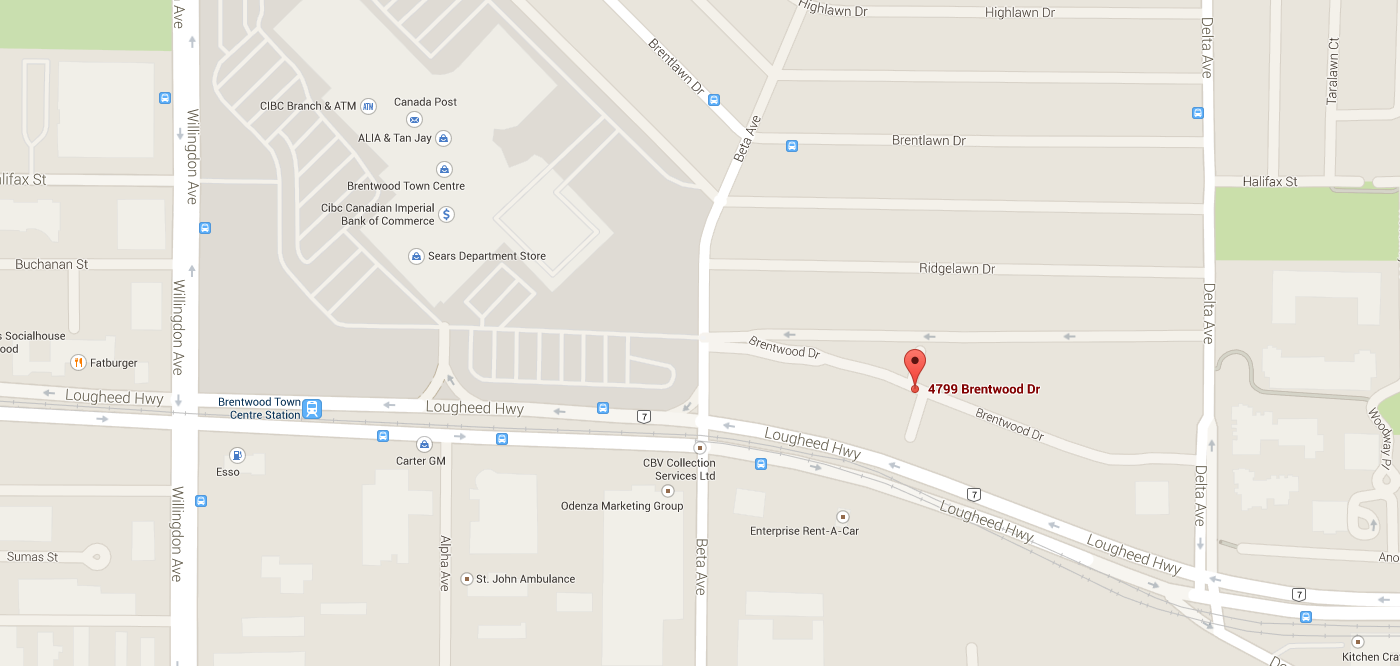 Ave
Highlawn Dr
Highlawn Dr
Delta Ave
Taralawn Ct
Brentlawn Dr
CIBC Branch & ATM
ATM
Canada Post
Willingdon Ave
ALIA & Tan Jay
Beta Ave
Brentlawn Dr
Brentwood Town Centre
lifax St
Halifax St
Cibc Canadian Imperial
Bank of Commerce
$
Sears Department Store
Buchanan St
Ridgelawn Dr
Willingdon Ave
Delta Ave
s Socialhouse
ood
Fatburger
Brentwood Dr
4799 Brentwood Dr
Lougheed Hwy
Brentwood Town
Centre Station
Lougheed Hwy
7
Brentwood Dr
Woodway Pl
Lougheed Hwy
Carter GM
CBV Collection
Services Ltd
Esso
Odenza Marketing Group
7
Delta Ave
Willingdon Ave
Enterprise Rent-A-Car
Lougheed Hwy
Lougheed Hwy
Sumas St
Alpha Ave
Beta Ave
St. John Ambulance
Ano
7
Kitchen Cra
De